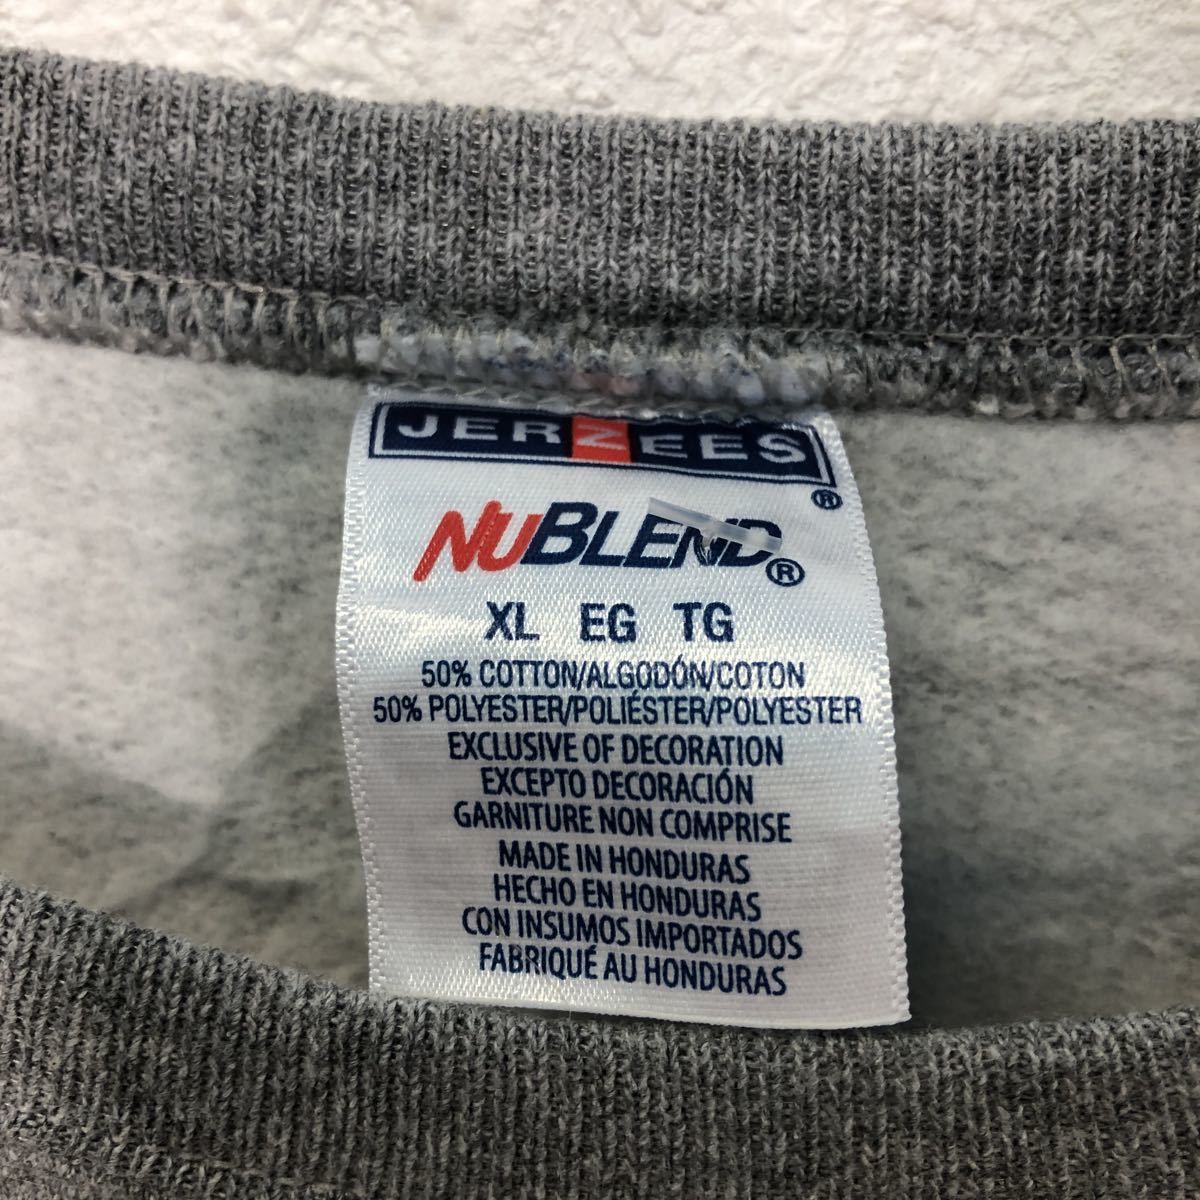 JERZEES
®
NUBLEND®
XL EG TG
50% COTTON/ALGODÓN/COTON
50% POLYESTER/POLIÉSTER/POLYESTER
EXCLUSIVE OF DECORATION
EXCEPTO DECORACIÓN
GARNITURE NON COMPRISE
MADE IN HONDURAS
HECHO EN HONDURAS
CON INSUMOS IMPORTADOS
FABRIQUÉ AU HONDURAS